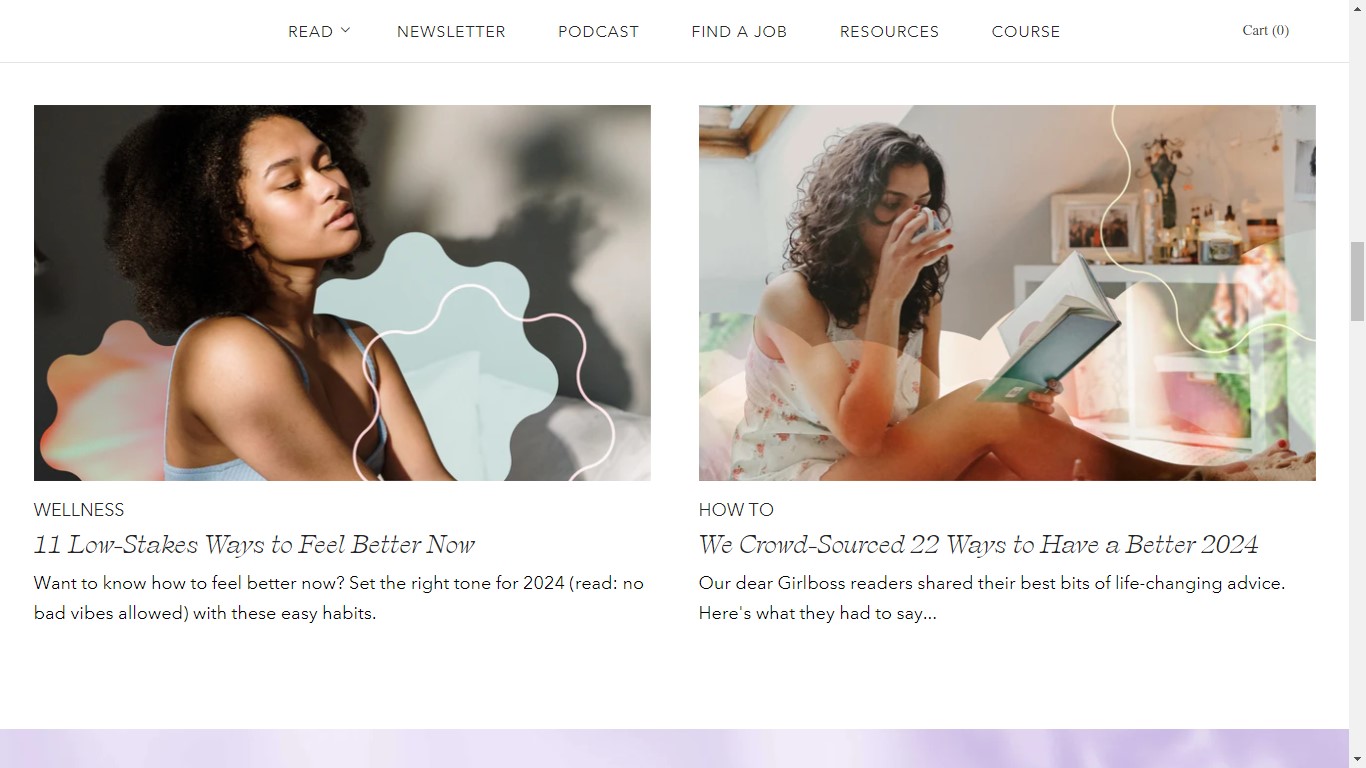 READ
NEWSLETTER
PODCAST
FIND A JOB
RESOURCES
COURSE
Cart (0)
WELLNESS
11 Low-Stakes Ways to Feel Better Now
Want to know how to feel better now? Set the right tone for 2024 (read: no
bad vibes allowed) with these easy habits.
HOW TO
We Crowd-Sourced 22 Ways to Have a Better 2024
Our dear Girlboss readers shared their best bits of life-changing advice.
Here's what they had to say...